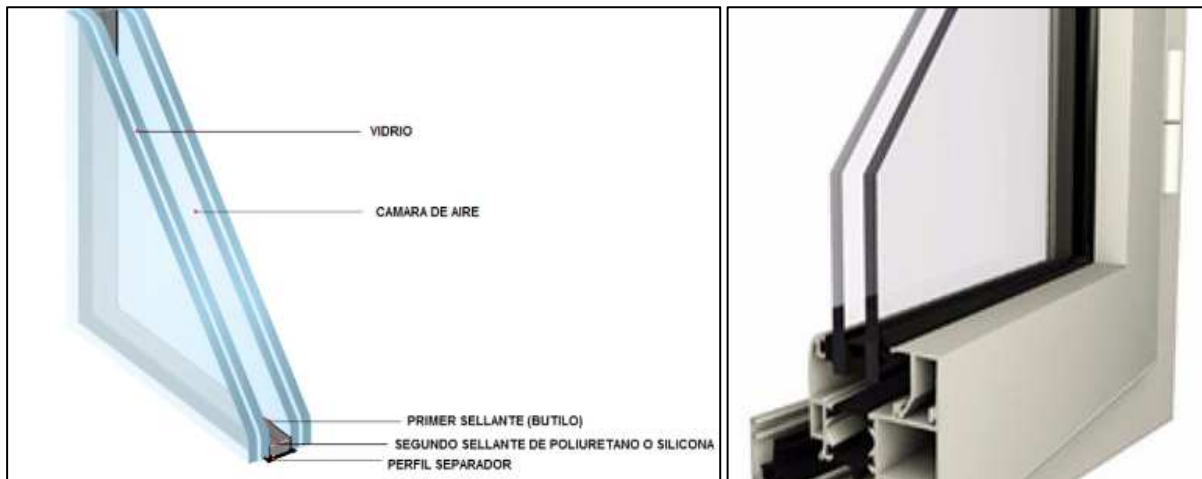 VIDRIO
CAMARA DE AIRE
PRIMER SELLANTE (BUTILO)
SEGUNDO SELLANTE DE POLIURETANO O SILICONA
PERFIL SEPARADOR